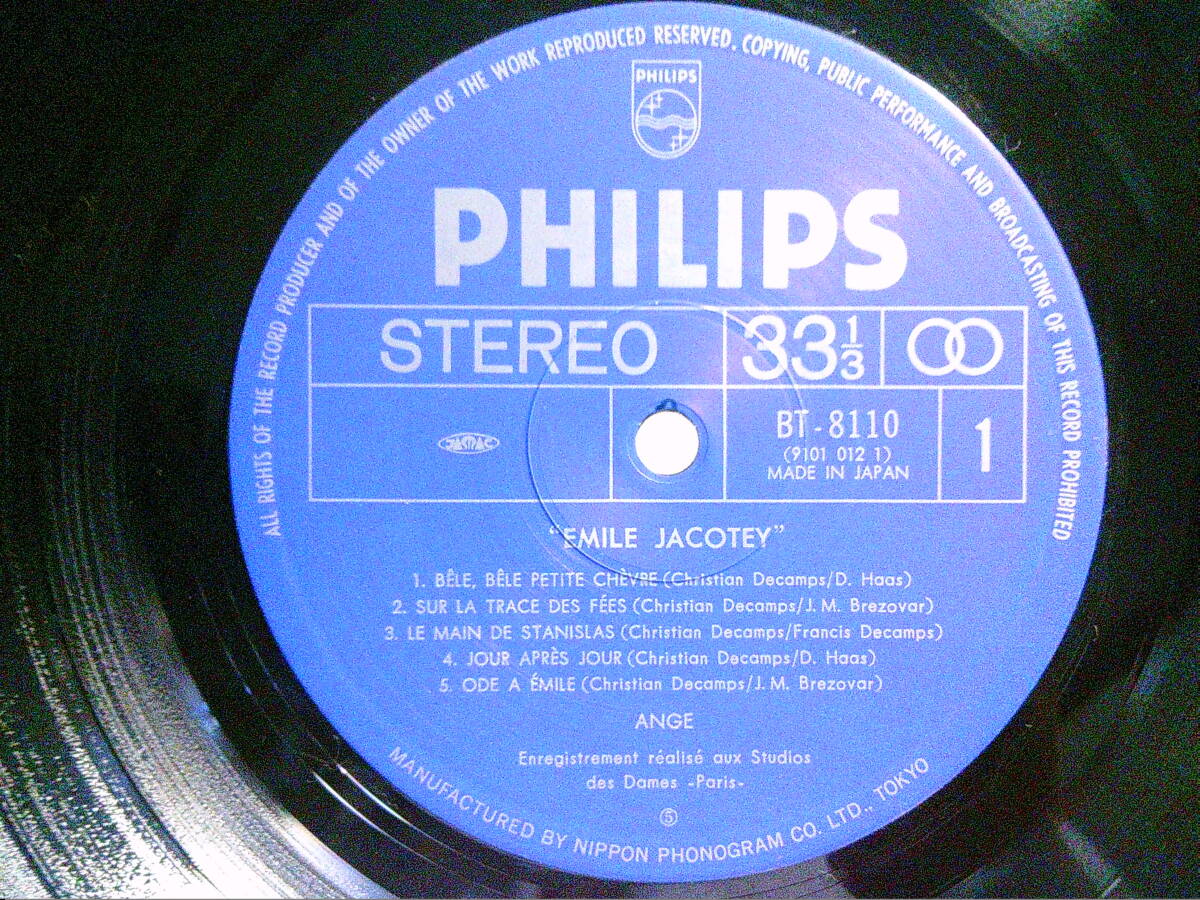 ALL RIGHTS OF THE RECORD PRODUCER AND OF THE OWNER OF THE WORK REPRODUCED RESERVED. COPYING, PUBLIC PERFORMANCE AND BROADCASTING OF THIS RECORD PROHIBITED
PHILIPS
PHILIPS
STEREO 33 1/3
JASRAC
BT-8110
(9101 012 1)
MADE IN JAPAN
1
"EMILE JACOTEY"
1. BÊLE, BÊLE PETITE CHÈVRE (Christian Decamps/D. Haas)
2. SUR LA TRACE DES FÉES (Christian Decamps/J. M. Brezovar)
3. LE MAIN DE STANISLAS (Christian Decamps/Francis Decamps)
4. JOUR APRÈS JOUR (Christian Decamps/D. Haas)
5. ODE A ÉMILE (Christian Decamps/J. M. Brezovar)
ANGE
Enregistrement réalisé aux Studios
des Dames -Paris-
⑤
MANUFACTURED BY NIPPON PHONOGRAM CO. LTD., TOKYO